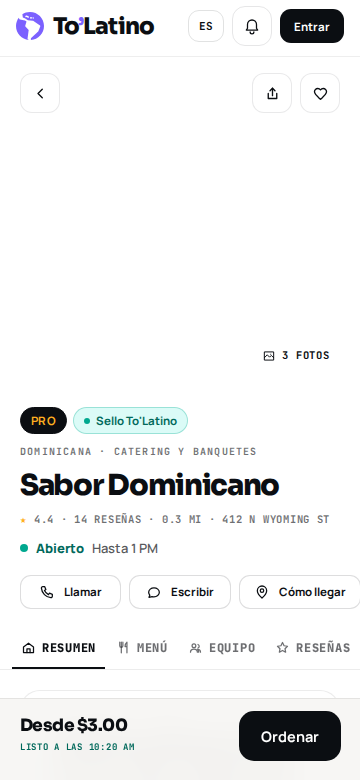 To'Latino
ES
Entrar
3 FOTOS
PRO
Sello To'Latino
DOMINICANA · CATERING Y BANQUETES
Sabor Dominicano
★ 4.4 · 14 RESEÑAS · 0.3 MI · 412 N WYOMING ST
Abierto Hasta 1 PM
Llamar
Escribir
Cómo llegar
RESUMEN
MENÚ
EQUIPO
RESEÑAS
Desde $3.00
LISTO A LAS 10:20 AM
Ordenar